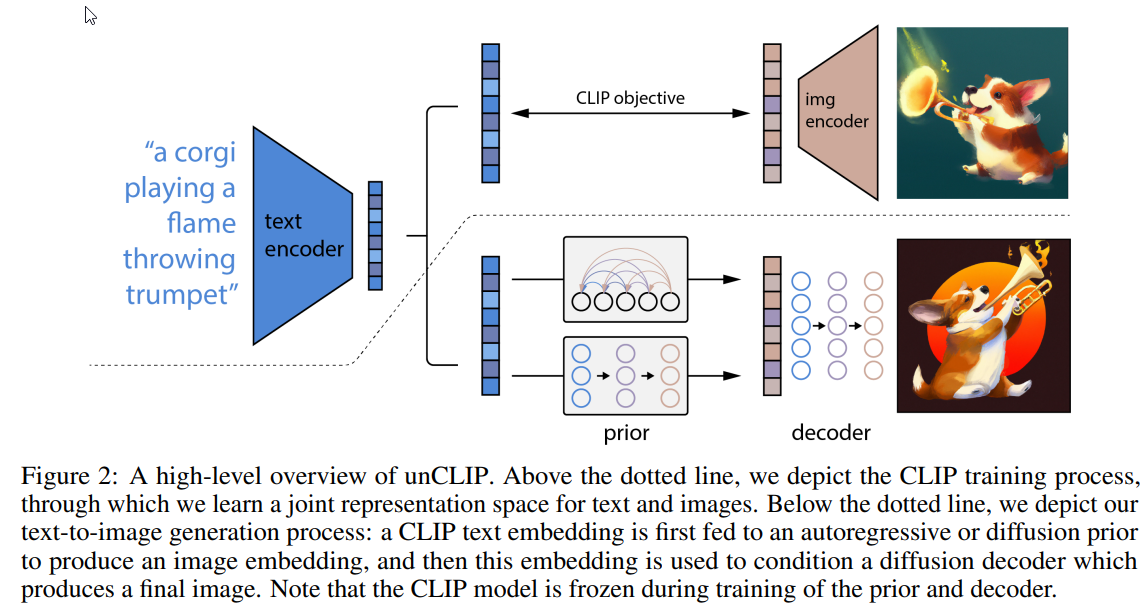 “a corgi
playing a
flame
throwing
trumpet”
text
encoder
CLIP objective
img
encoder
prior
decoder
Figure 2: A high-level overview of unCLIP. Above the dotted line, we depict the CLIP training process,
through which we learn a joint representation space for text and images. Below the dotted line, we depict our
text-to-image generation process: a CLIP text embedding is first fed to an autoregressive or diffusion prior
to produce an image embedding, and then this embedding is used to condition a diffusion decoder which
produces a final image. Note that the CLIP model is frozen during training of the prior and decoder.